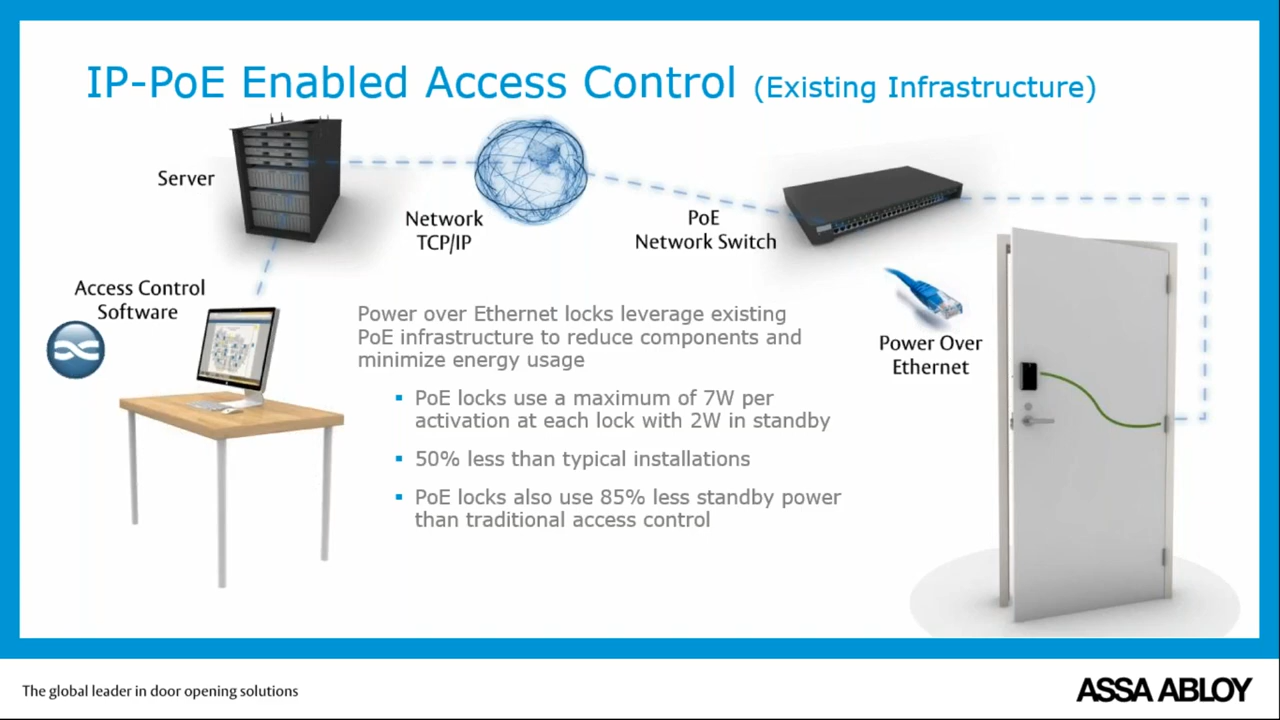 IP-PoE Enabled Access Control (Existing Infrastructure)
Server
Network
TCP/IP
PoE
Network Switch
Access Control
Software
Power Over
Ethernet
Power over Ethernet locks leverage existing
PoE infrastructure to reduce components and
minimize energy usage
▪ PoE locks use a maximum of 7W per
activation at each lock with 2W in standby
▪ 50% less than typical installations
▪ PoE locks also use 85% less standby power
than traditional access control
The global leader in door opening solutions
ASSA ABLOY